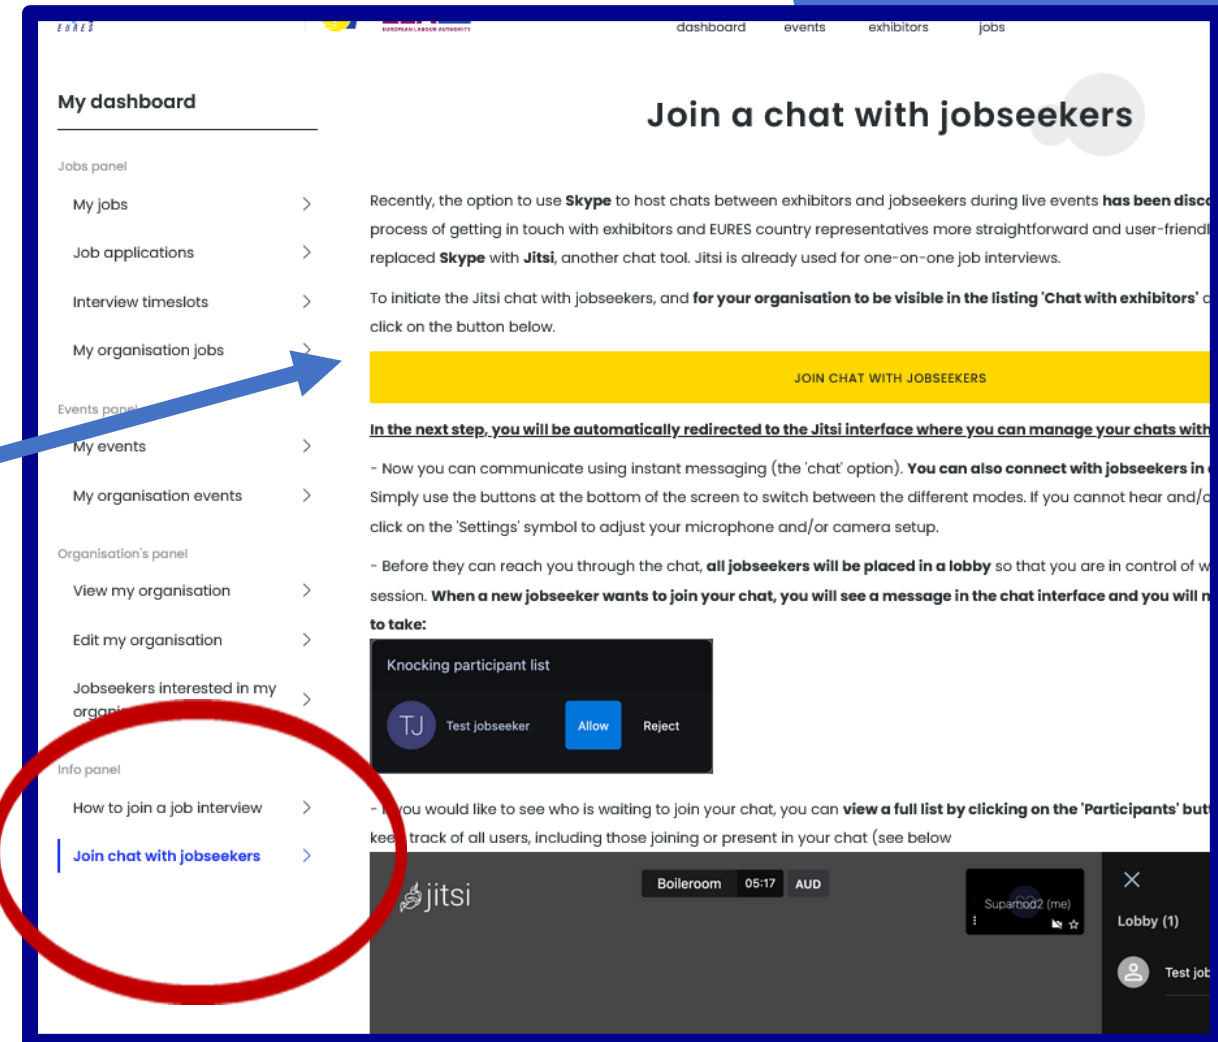 EURES
EUROPEAN LABOUR AUTHORITY
dashboard events exhibitors jobs
My dashboard
Jobs panel
My jobs
Job applications
Interview timeslots
My organisation jobs
Events panel
My events
My organisation events
Organisation's panel
View my organisation
Edit my organisation
Jobseekers interested in my
Info panel
How to join a job interview
Join chat with jobseekers
Join a chat with jobseekers
Recently, the option to use Skype to host chats between exhibitors and jobseekers during live events has been
process of getting in touch with exhibitors and EURES country representatives more straightforward and
replaced Skype with Jitsi, another chat tool. Jitsi is already used for one-on-one job interviews.
To initiate the Jitsi chat with jobseekers, and for your organisation to be visible in the listing 'Chat with exhibitors'
click on the button below.
JOIN CHAT WITH JOBSEEKERS
In the next step, you will be automatically redirected to the Jitsi interface where you can manage your chats with
- Now you can communicate using instant messaging (the 'chat' option). You can also connect with jobseekers in
Simply use the buttons at the bottom of the screen to switch between the different modes. If you cannot hear
click on the 'Settings' symbol to adjust your microphone and/or camera setup.
- Before they can reach you through the chat, all jobseekers will be placed in a lobby so that you are in control of
session. When a new jobseeker wants to join your chat, you will see a message in the chat interface and you will
to take:
Knocking participant list
TJ Test jobseeker Allow Reject
you would like to see who is waiting to join your chat, you can view a full list by clicking on the 'Participants'
track of all users, including those joining or present in your chat (see below
jitsi
Boileroom 05:17 AUD
(me)
Lobby (1)
Test